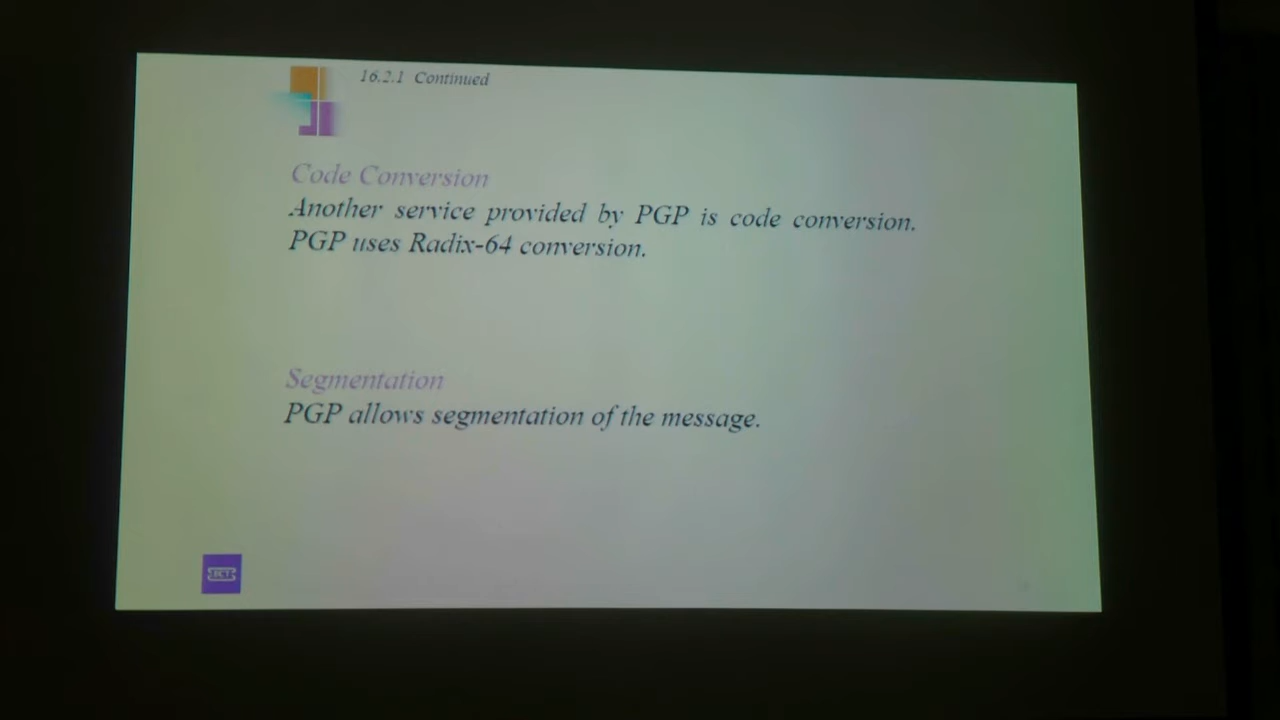 16.2.1 Continued
Code Conversion
Another service provided by PGP is code conversion.
PGP uses Radix-64 conversion.
Segmentation
PGP allows segmentation of the message.